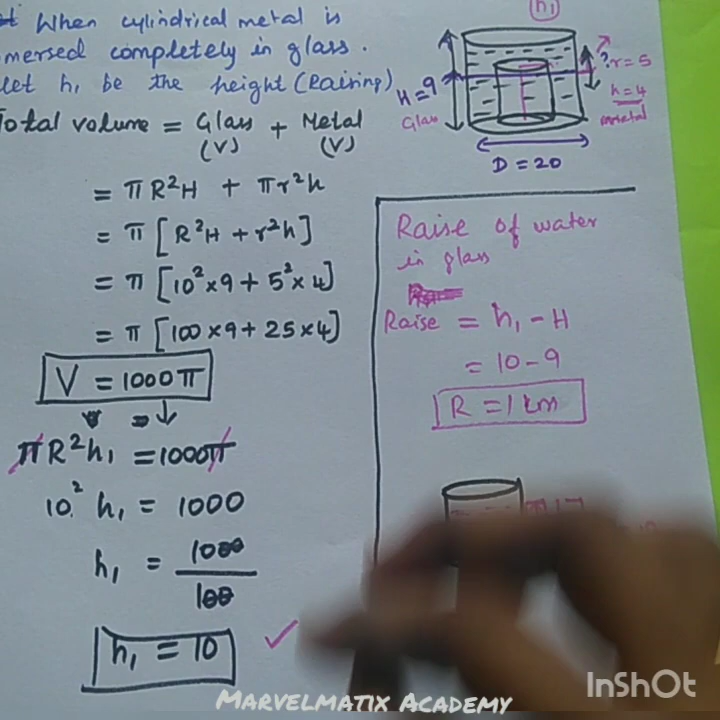 When cylindrical metal is
mersed completely in glass.
let h₁ be the height (Raising)
Total volume = Glass + Metal
(V) (V)
= πR²H + πr²h
= π[R²H + r²h]
= π[10²×9 + 5²×4]
= π[100×9 + 25×4]
V = 1000π
⇒↓
πR²h₁ = 1000π
10² h₁ = 1000
h₁ = 1000/100
h₁ = 10
h₁
?r=5
H=9
Glass
h=4
metal
D = 20
Raise of water
in glass
Raise = h₁ - H
= 10-9
R = 1 cm
MARVELMATIX ACADEMY
InShOt